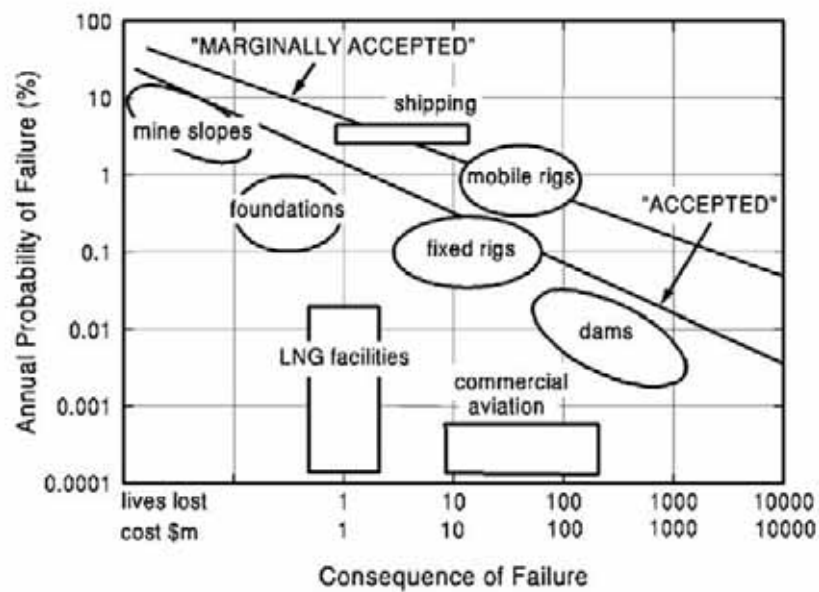 100
"MARGINALLY ACCEPTED"
shipping
10
mine slopes
1
mobile rigs
foundations
"ACCEPTED"
0.1
fixed rigs
0.01
dams
LNG facilities
commercial
aviation
0.001
0.0001
Annual Probability of Failure (%)
lives lost 1 10 100 1000 10000
cost $m 1 10 100 1000 10000
Consequence of Failure